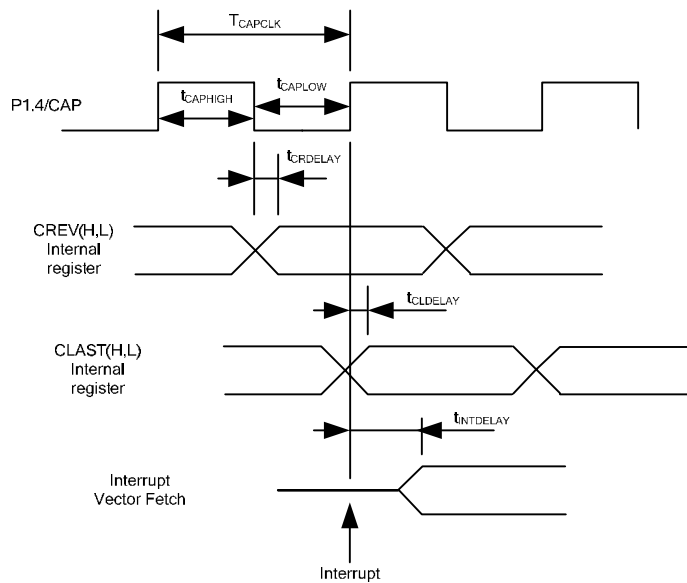 TCAPCLK
P1.4/CAP
tCAPHIGH
tCAPLOW
tCRDELAY
CREV(H,L)
Internal
register
tCLDELAY
CLAST(H,L)
Internal
register
tINTDELAY
Interrupt
Vector Fetch
Interrupt